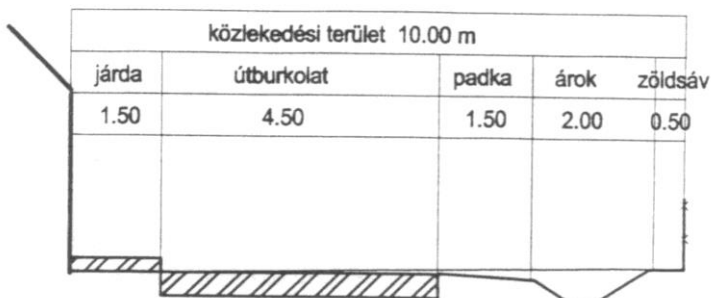 közlekedési terület 10.00 m
járda útburkolat padka árok zöldsáv
1.50 4.50 1.50 2.00 0.50